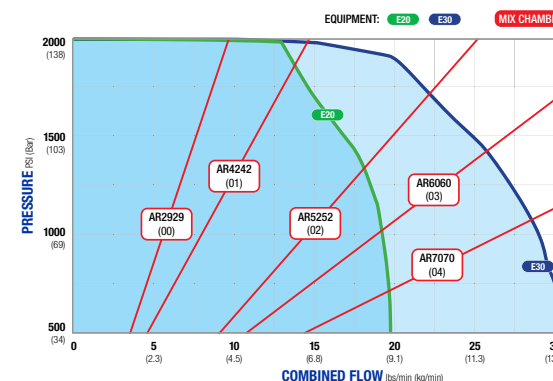 EQUIPMENT: E20 E30 MIX CHAMB
2000
(138)
1500
(103)
1000
(69)
500
(34)
PRESSURE PSI (Bar)
E20
AR4242
(01)
AR2929
(00)
AR5252
(02)
AR6060
(03)
AR7070
(04)
E30
0 5 10 15 20 25
(2.3) (4.5) (6.8) (9.1) (11.3)
COMBINED FLOW lbs/min (kg/min)